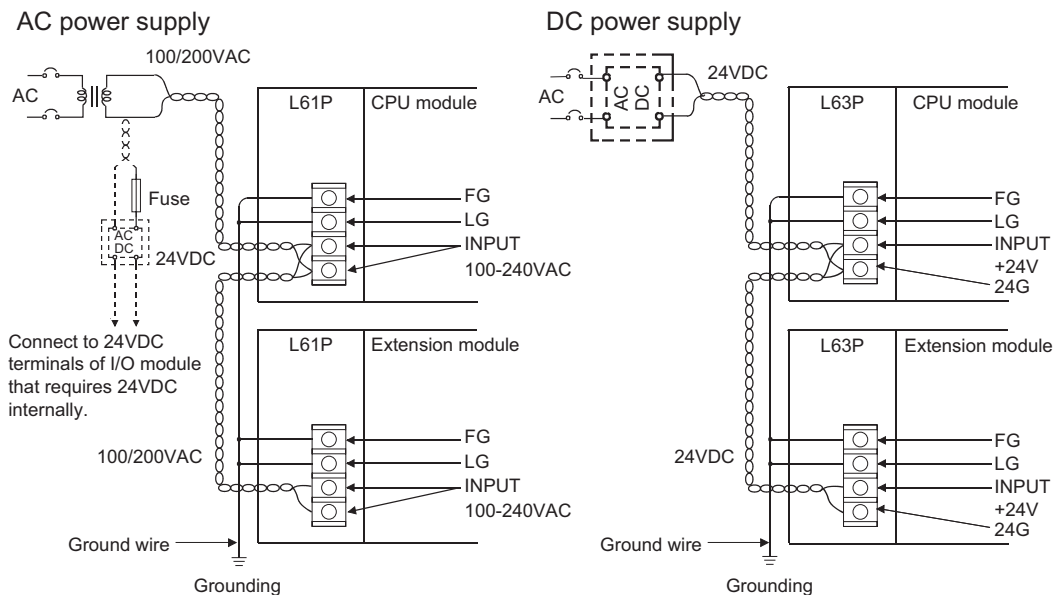 AC power supply
100/200VAC
AC
L61P
CPU module
FG
LG
INPUT
100-240VAC
Fuse
AC
DC
24VDC
Connect to 24VDC
terminals of I/O module
that requires 24VDC
internally.
L61P
Extension module
FG
LG
INPUT
100-240VAC
100/200VAC
Ground wire
Grounding
DC power supply
24VDC
AC
AC
DC
L63P
CPU module
FG
LG
INPUT
+24V
24G
L63P
Extension module
FG
LG
INPUT
+24V
24G
24VDC
Ground wire
Grounding